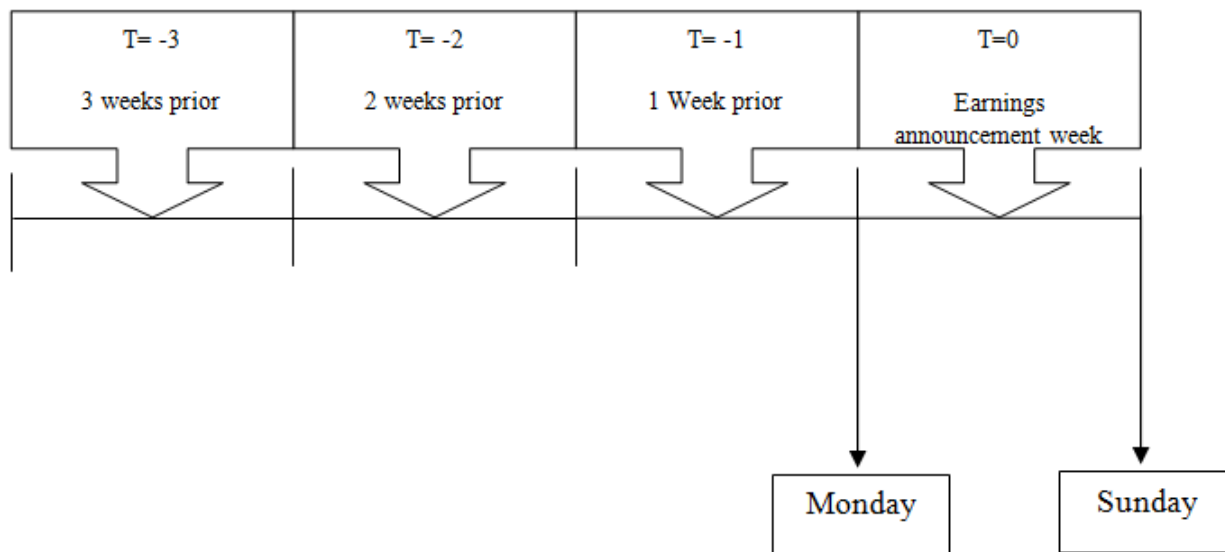 T= -3
3 weeks prior
T= -2
2 weeks prior
T= -1
1 Week prior
T=0
Earnings
announcement week
Monday
Sunday